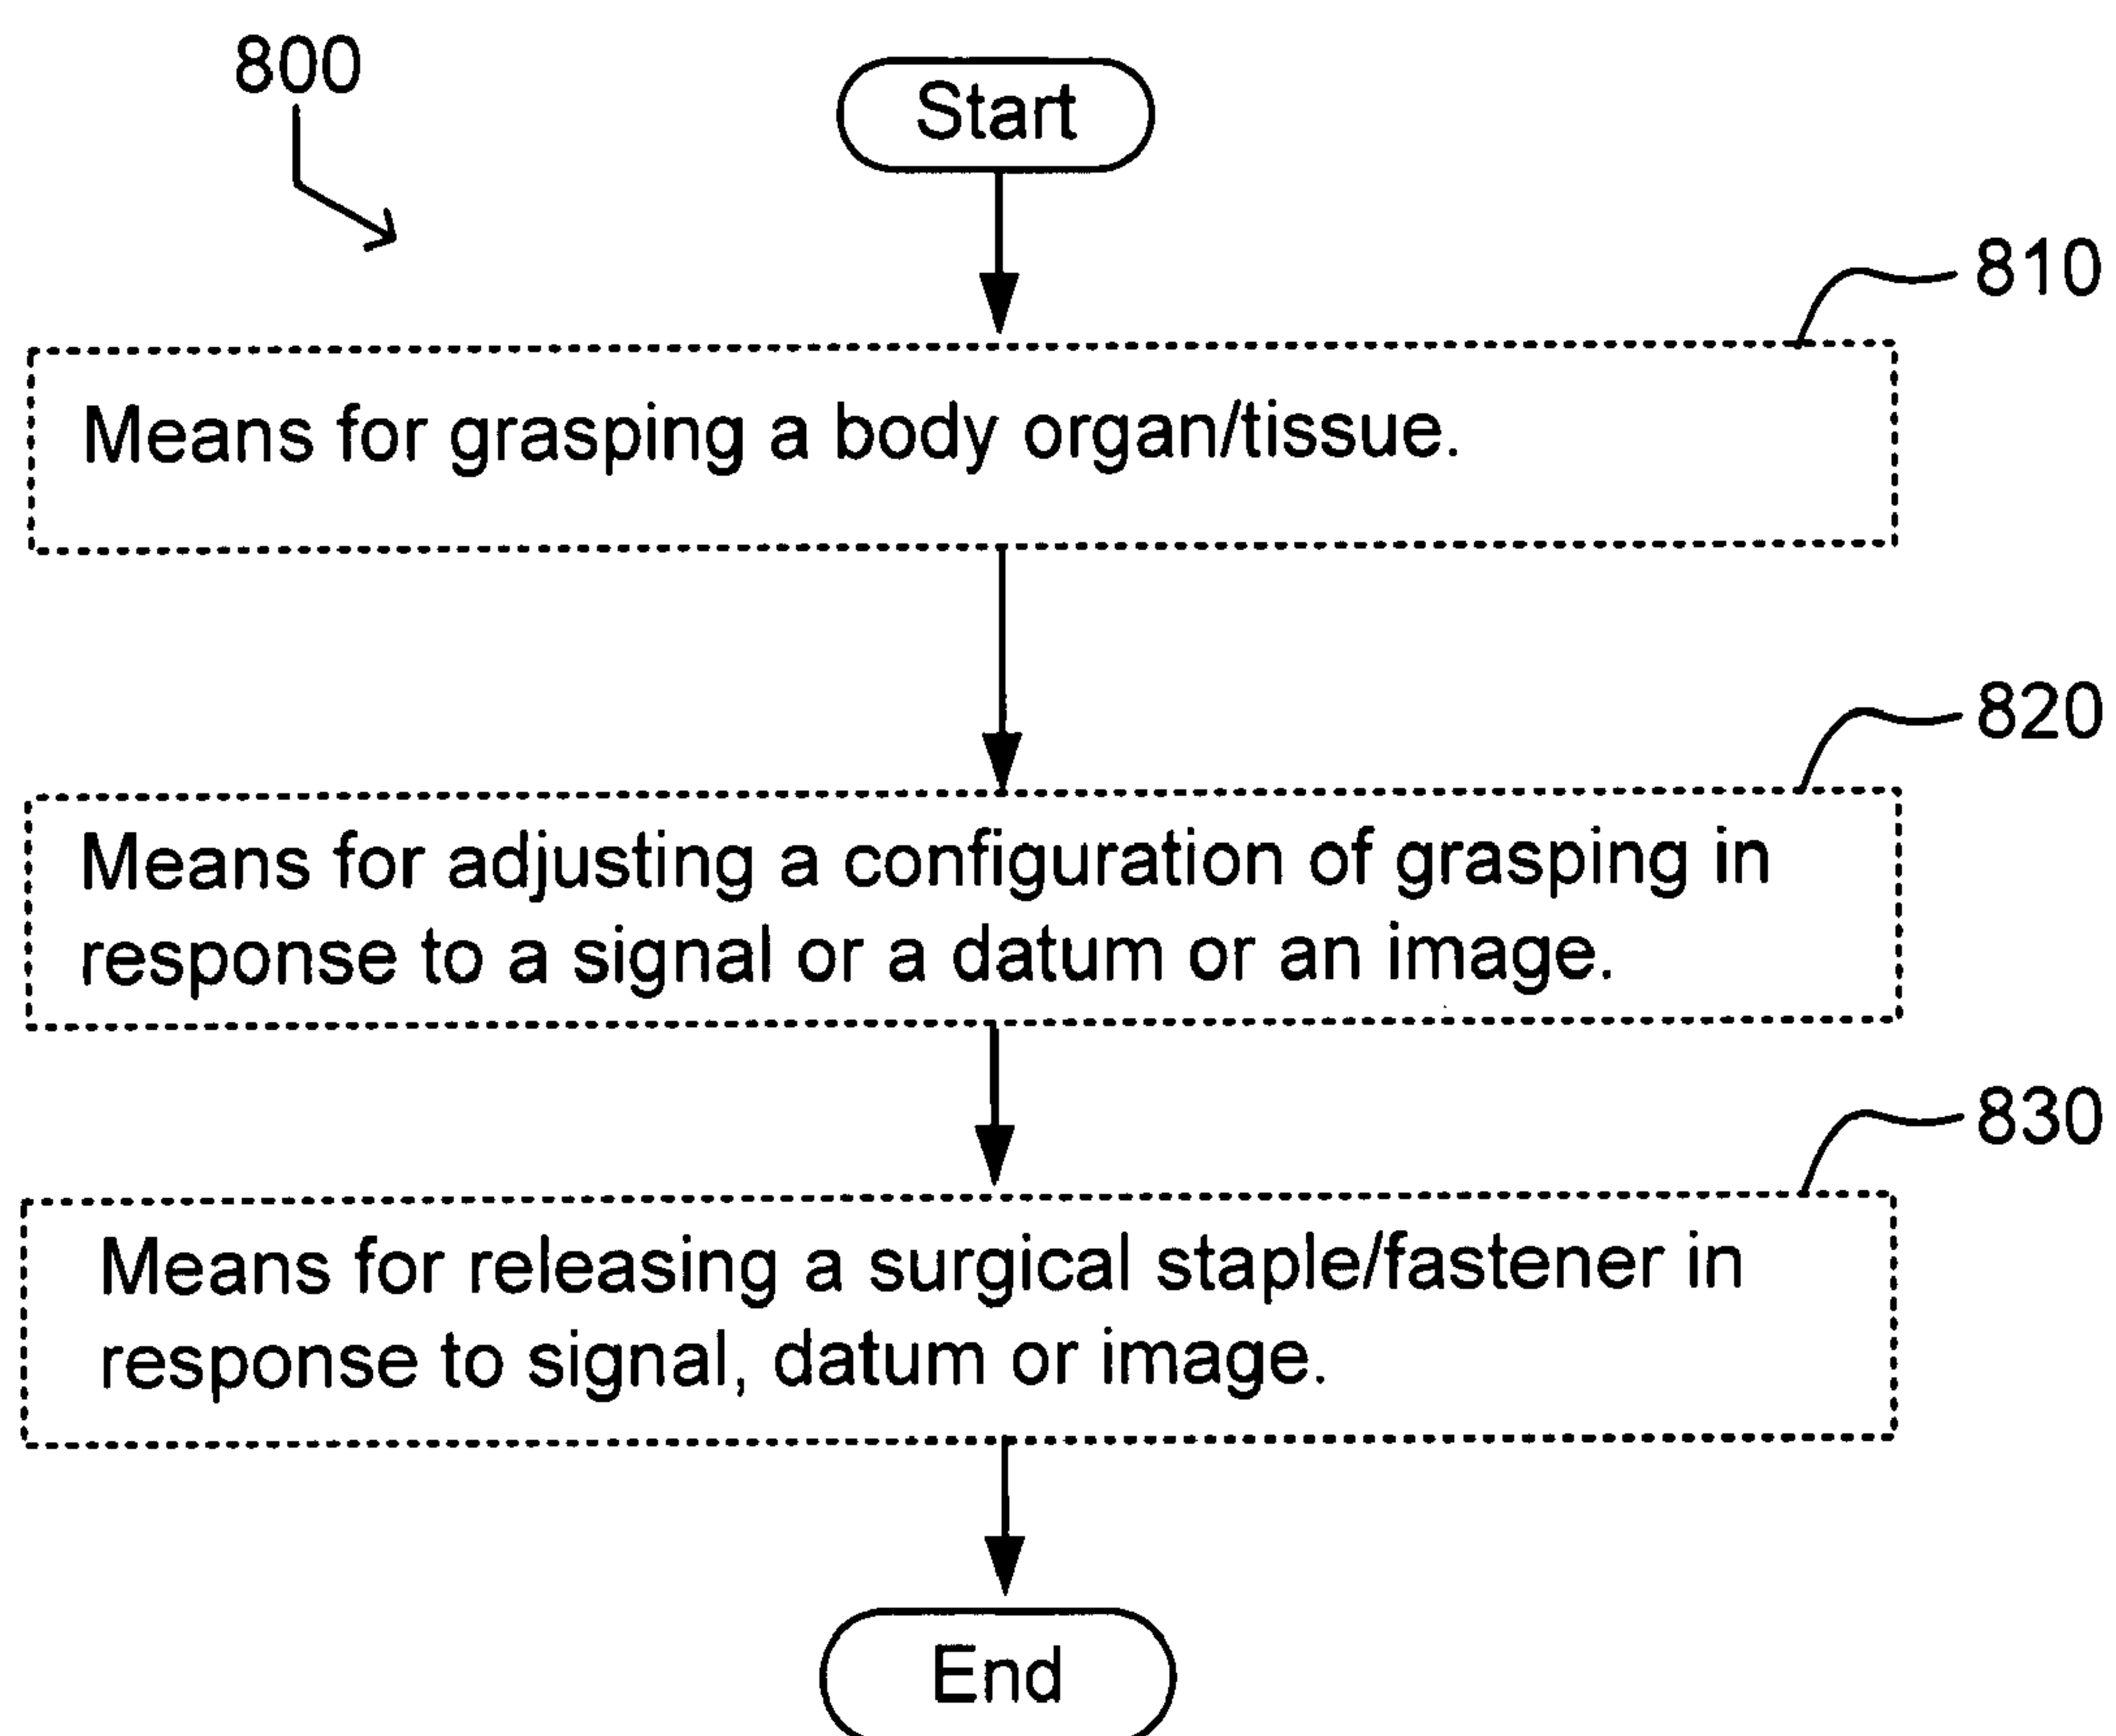 800
Start
810
Means for grasping a body organ/tissue.
820
Means for adjusting a configuration of grasping in
response to a signal or a datum or an image.
830
Means for releasing a surgical staple/fastener in
response to signal, datum or image.
End